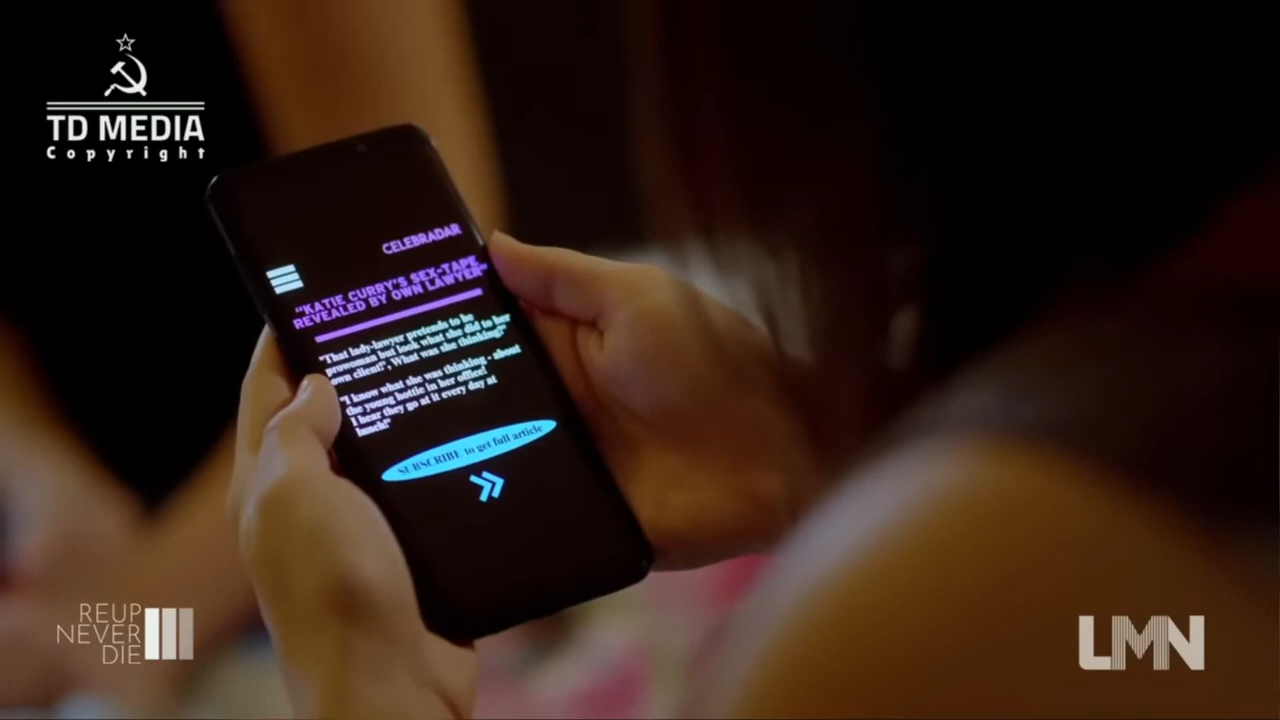 TD MEDIA
Copyright
CELEBRADAR
"KATIE CURRY'S SEX-TAPE
REVEALED BY OWN LAWYER"
"That lady-lawyer pretends to be
prowoman but look what she did to her
own client!", What was she thinking!"
"I know what she was thinking - about
the young hottie in her office!
I hear they go at it every day at
lunch!"
SUBSCRIBE to get full article
REUP
NEVER
DIE
LMN